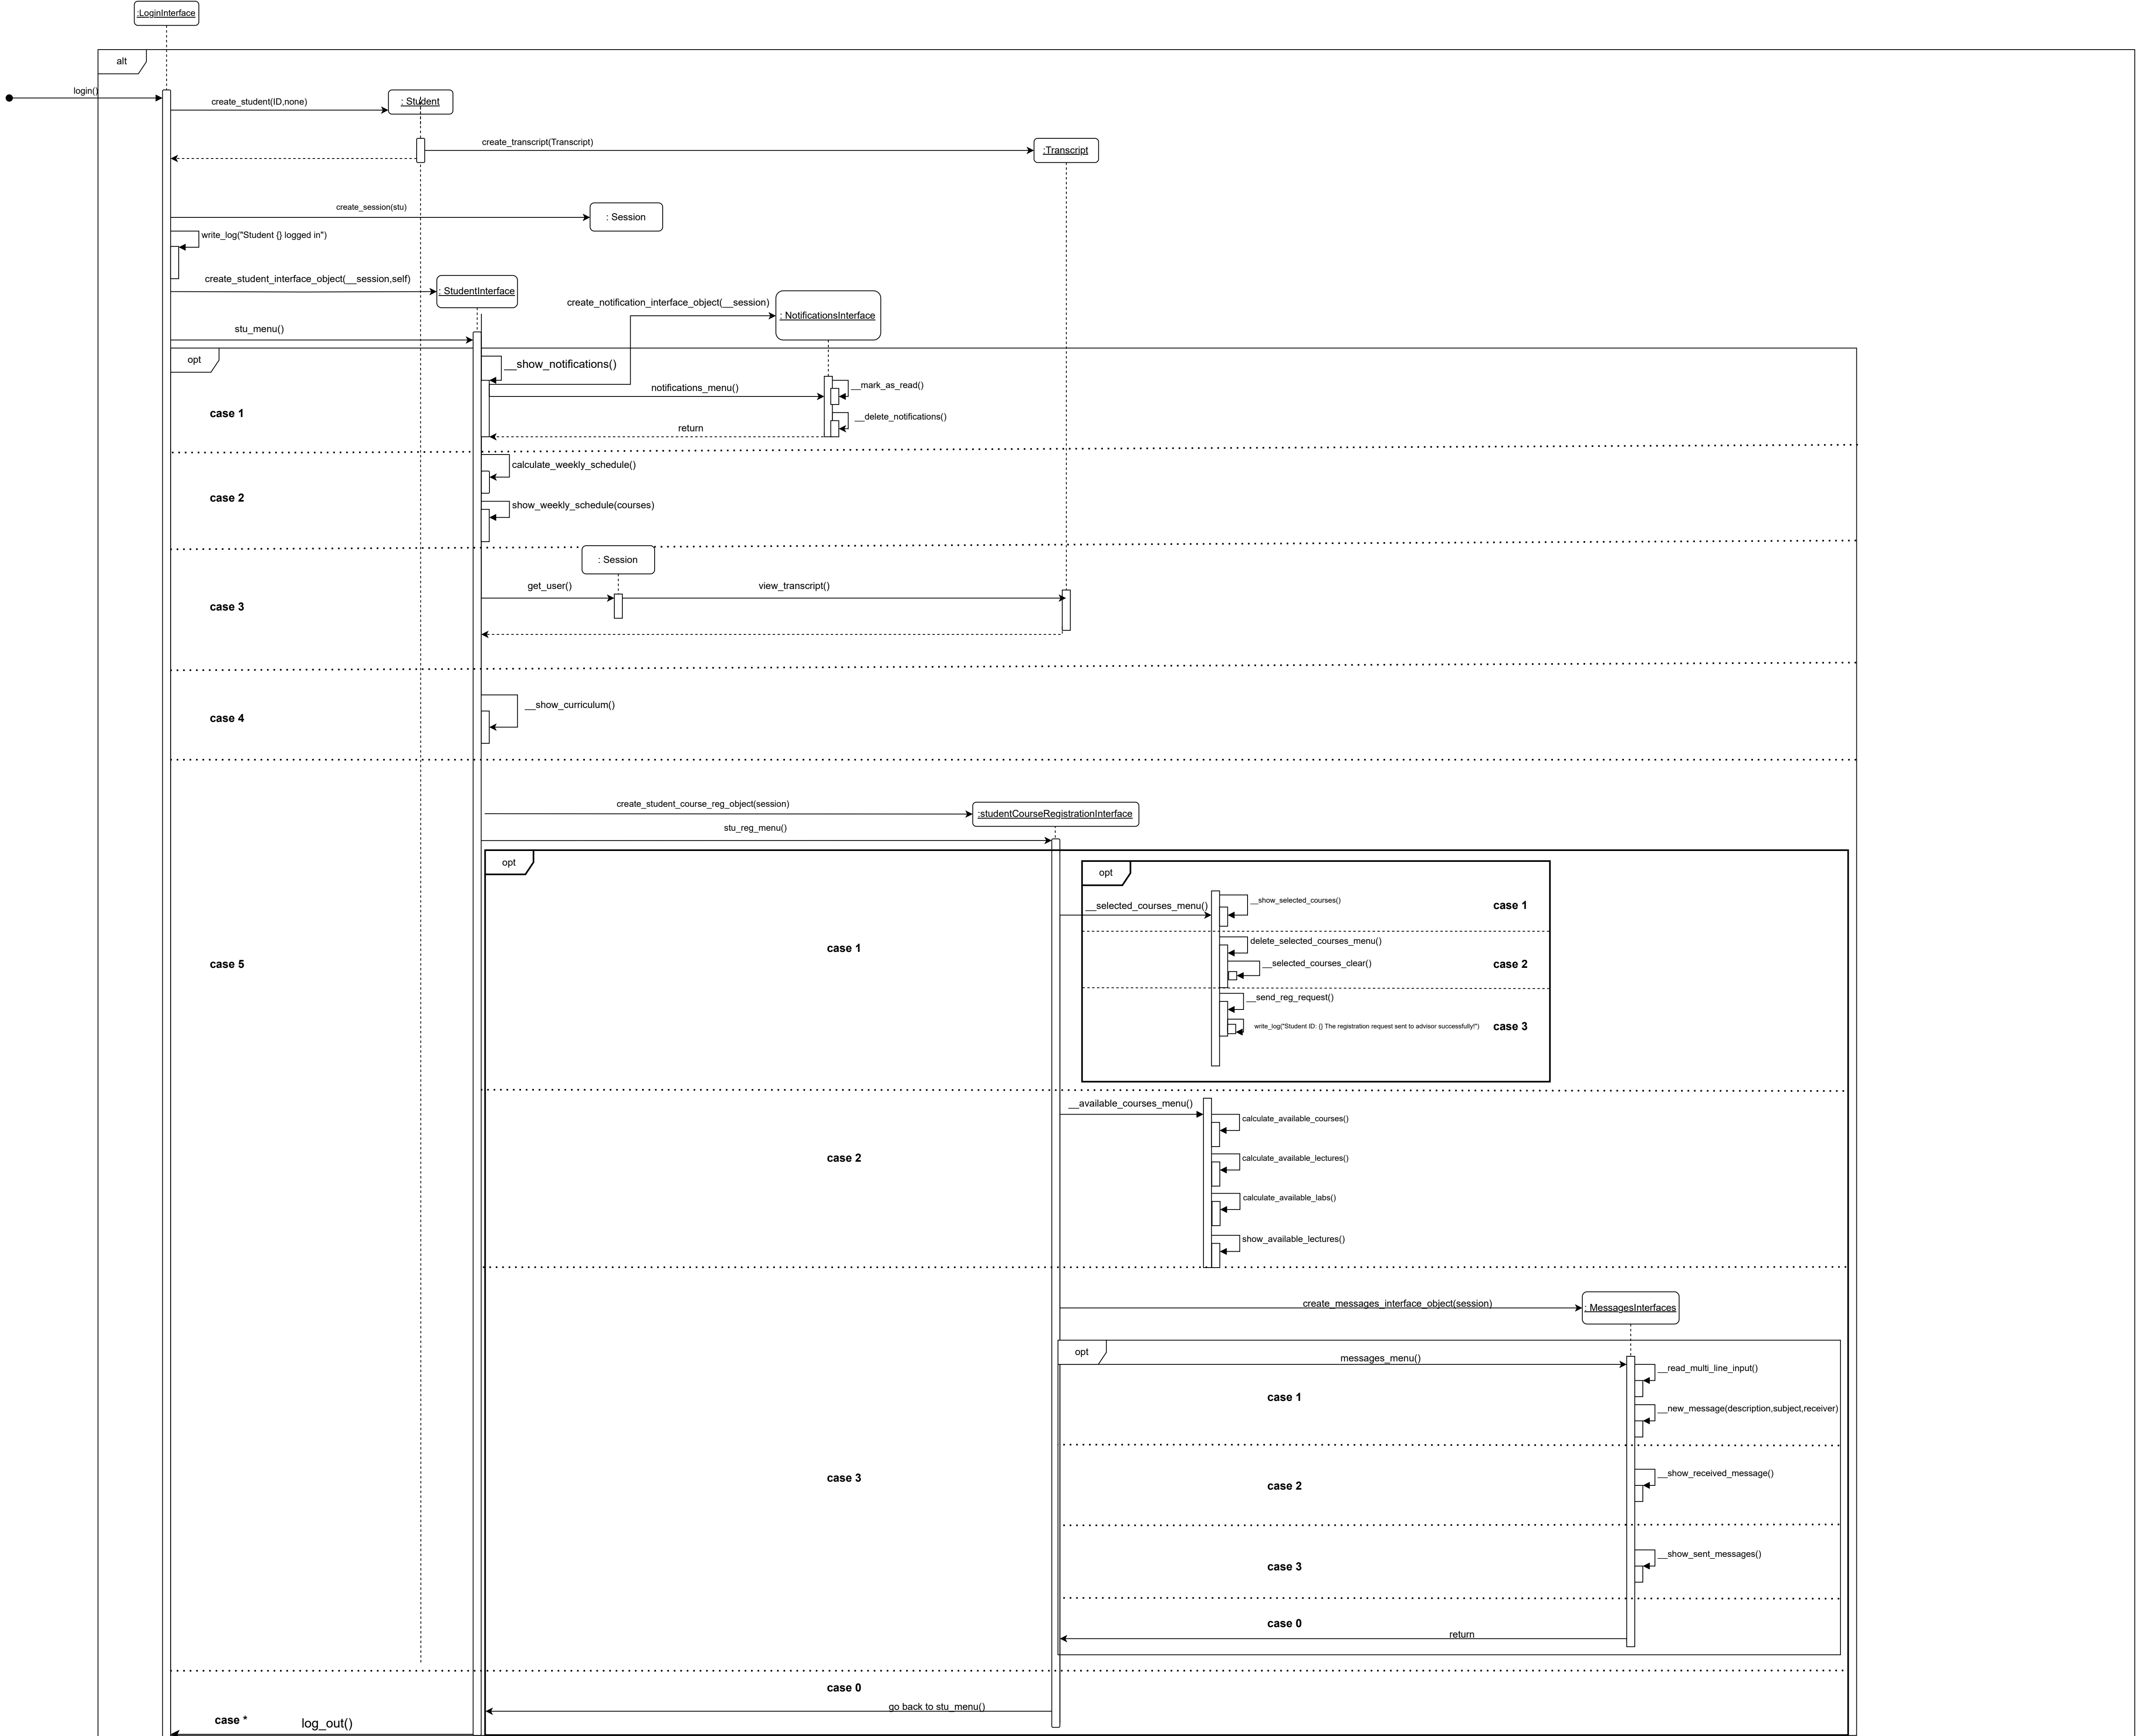 :LoginInterface
alt
login()
create_student(ID,none)
: Student
create_transcript(Transcript)
:Transcript
create_session(stu)
: Session
write_log("Student {} logged in")
create_student_interface_object(__session,self)
: StudentInterface
create_notification_interface_object(__session)
: NotificationsInterface
stu_menu()
opt
__show_notifications()
notifications_menu()
__mark_as_read()
case 1
__delete_notifications()
return
calculate_weekly_schedule()
case 2
show_weekly_schedule(courses)
: Session
get_user()
view_transcript()
case 3
__show_curriculum()
case 4
create_student_course_reg_object(session)
:studentCourseRegistrationInterface
stu_reg_menu()
opt
opt
__selected_courses_menu()
__show_selected_courses()
case 1
case 1
delete_selected_courses_menu()
case 5
__selected_courses_clear()
case 2
__send_reg_request()
write_log("Student ID: {} The registration request sent to advisor successfully!")
case 3
__available_courses_menu()
calculate_available_courses()
case 2
calculate_available_lectures()
calculate_available_labs()
show_available_lectures()
create_messages_interface_object(session)
: MessagesInterfaces
opt
messages_menu()
__read_multi_line_input()
case 1
__new_message(description,subject,receiver)
case 3
__show_received_message()
case 2
__show_sent_messages()
case 3
case 0
return
case 0
go back to stu_menu()
case *
log_out()